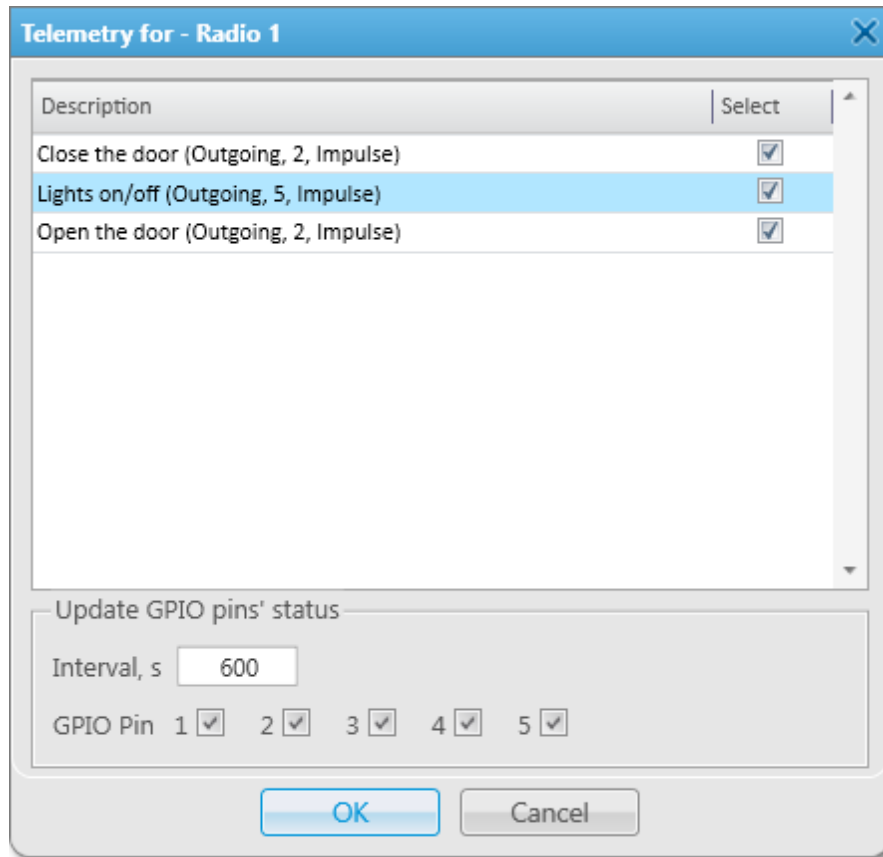 Telemetry for - Radio 1
Description Select
Close the door (Outgoing, 2, Impulse)
Lights on/off (Outgoing, 5, Impulse)
Open the door (Outgoing, 2, Impulse)
Update GPIO pins' status
Interval, s 600
GPIO Pin 1 2 3 4 5
OK Cancel